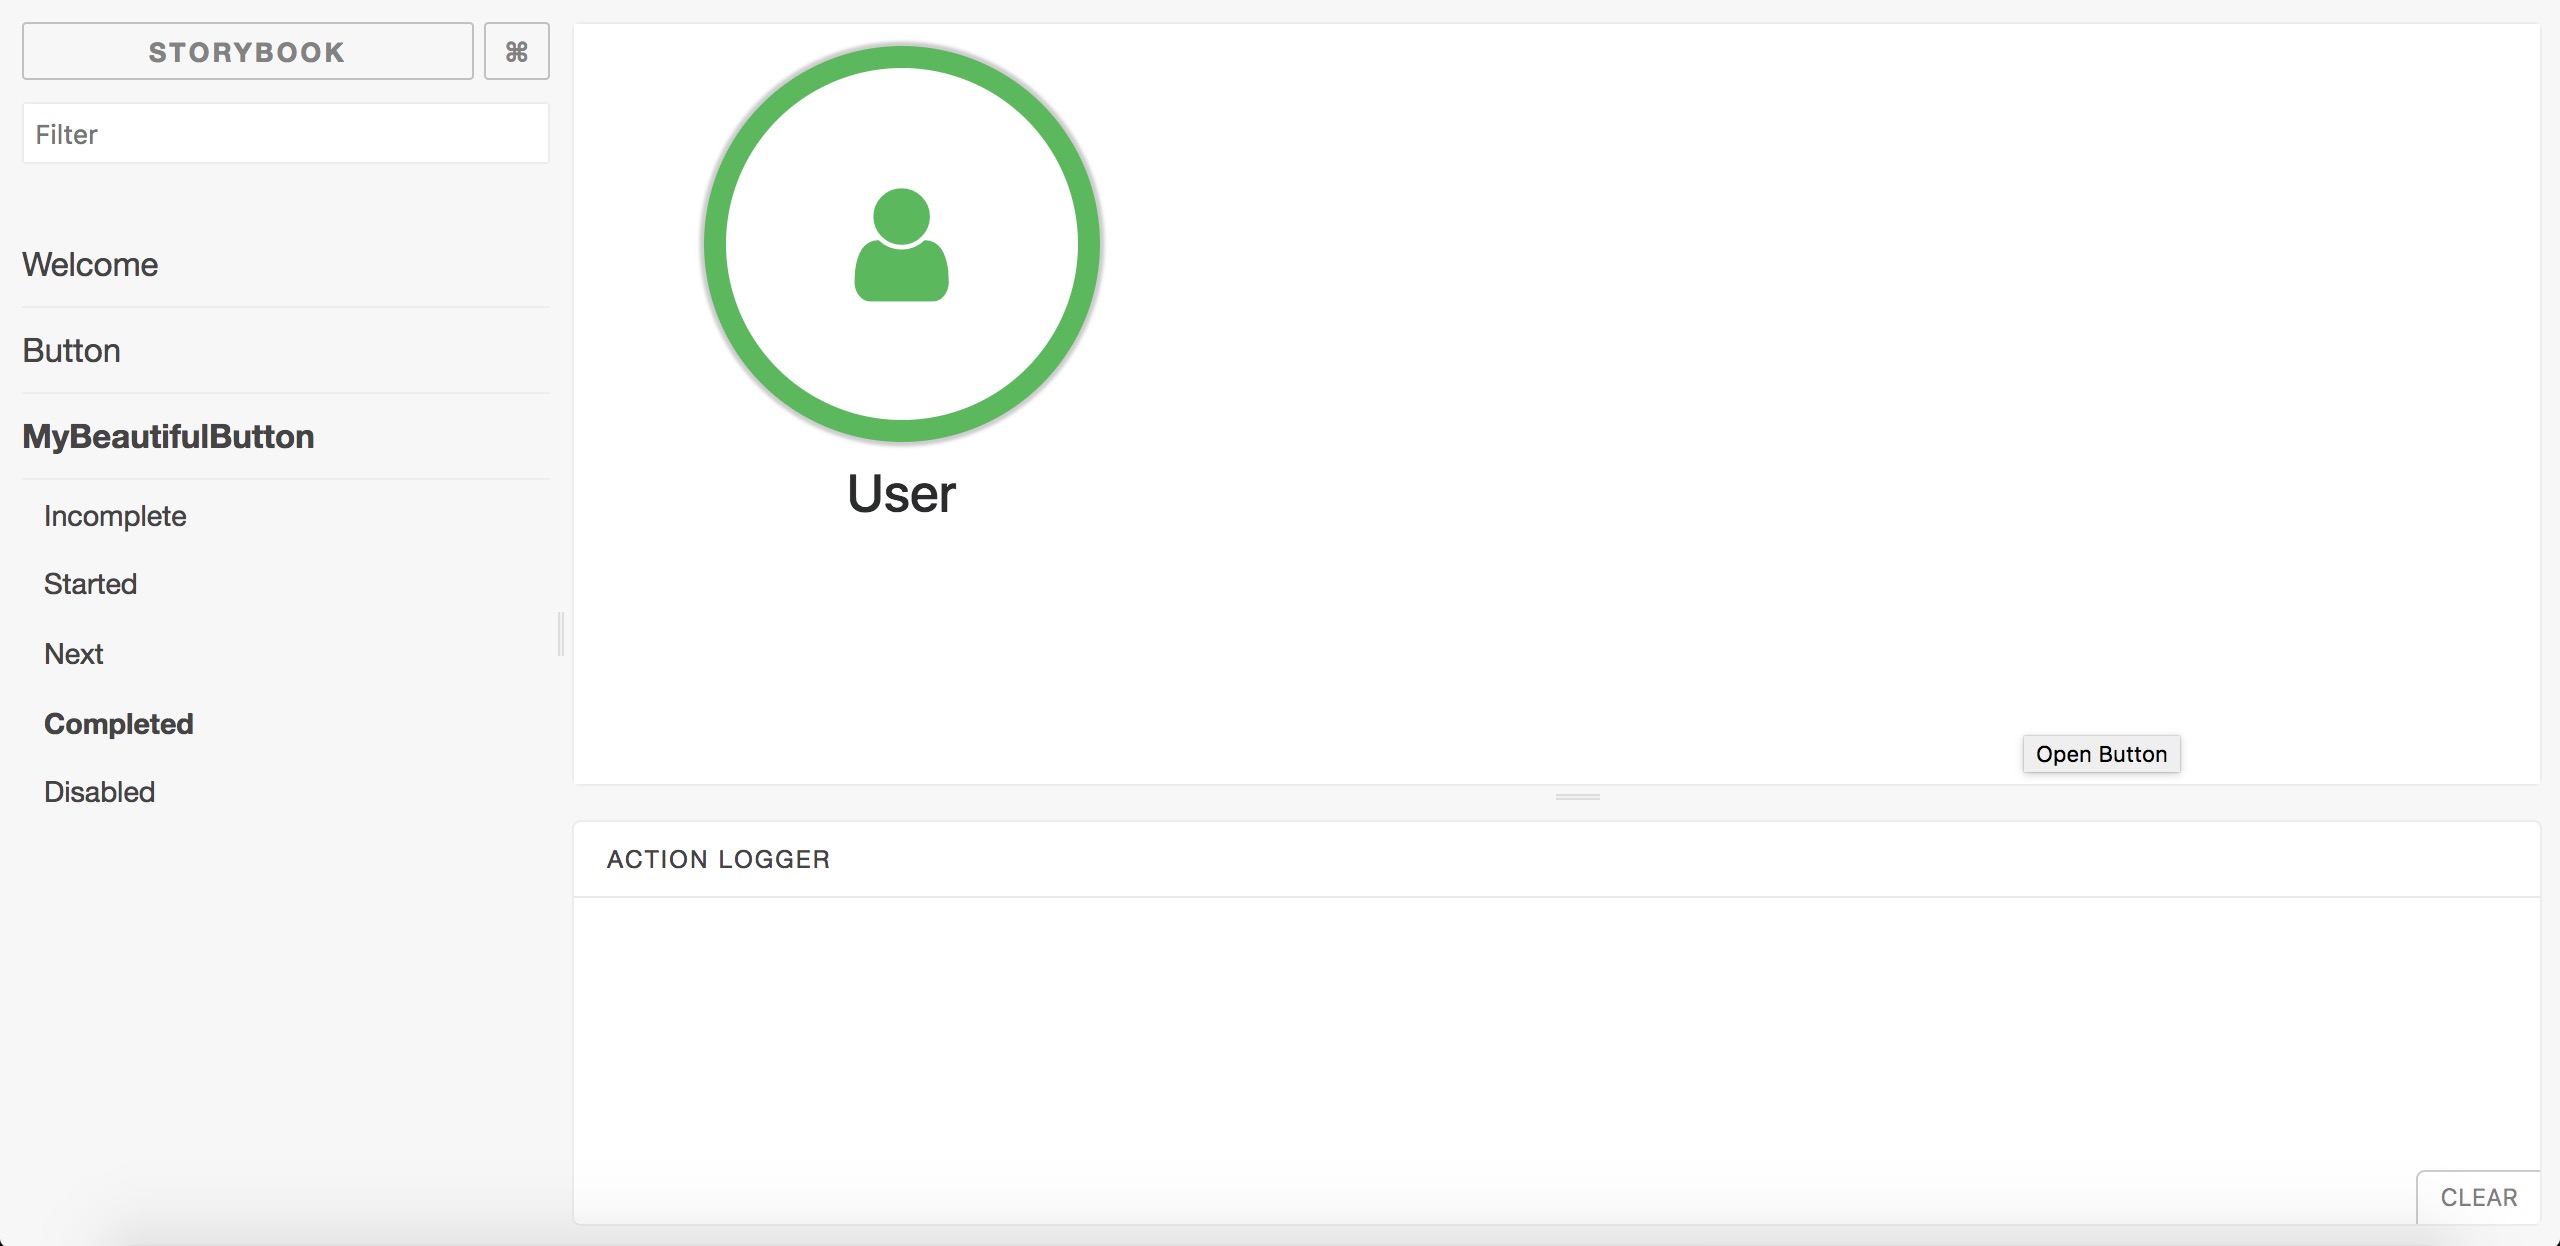 STORYBOOK ⌘
Filter
Welcome
Button
MyBeautifulButton
Incomplete
Started
Next
Completed
Disabled
User
Open Button
ACTION LOGGER
CLEAR